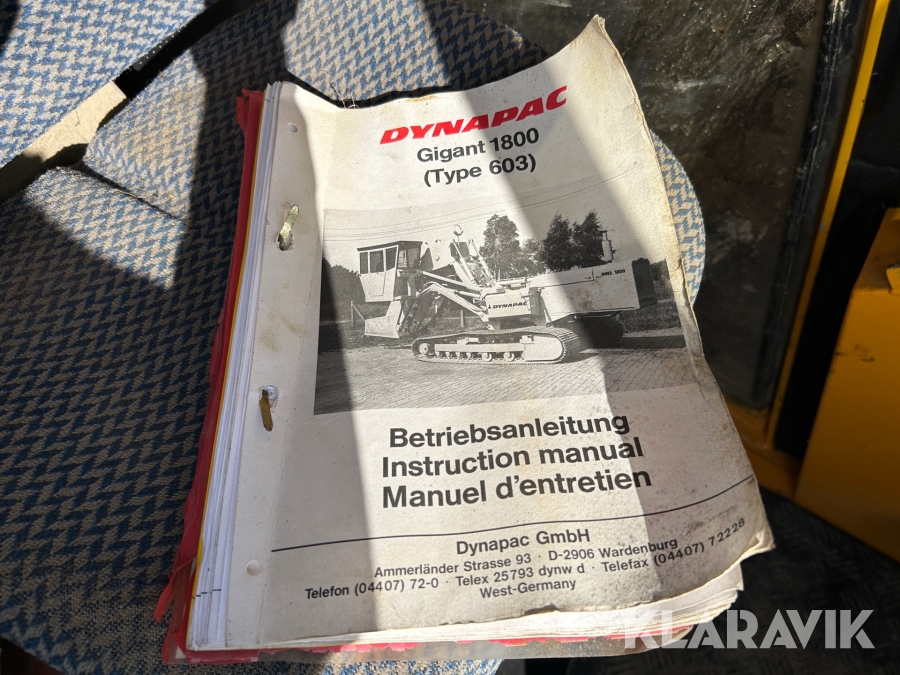 DYNAPAC
Gigant 1800
(Type 603)
DYNAPAC
Betriebsanleitung
Instruction manual
Manuel d'entretien
Dynapac GmbH
Ammerländer Strasse 93 · D-2906 Wardenburg
Telefon (04407) 72-0 · Telex 25793 dynw d · Telefax (04407) 72228
West-Germany
KLARAVIK